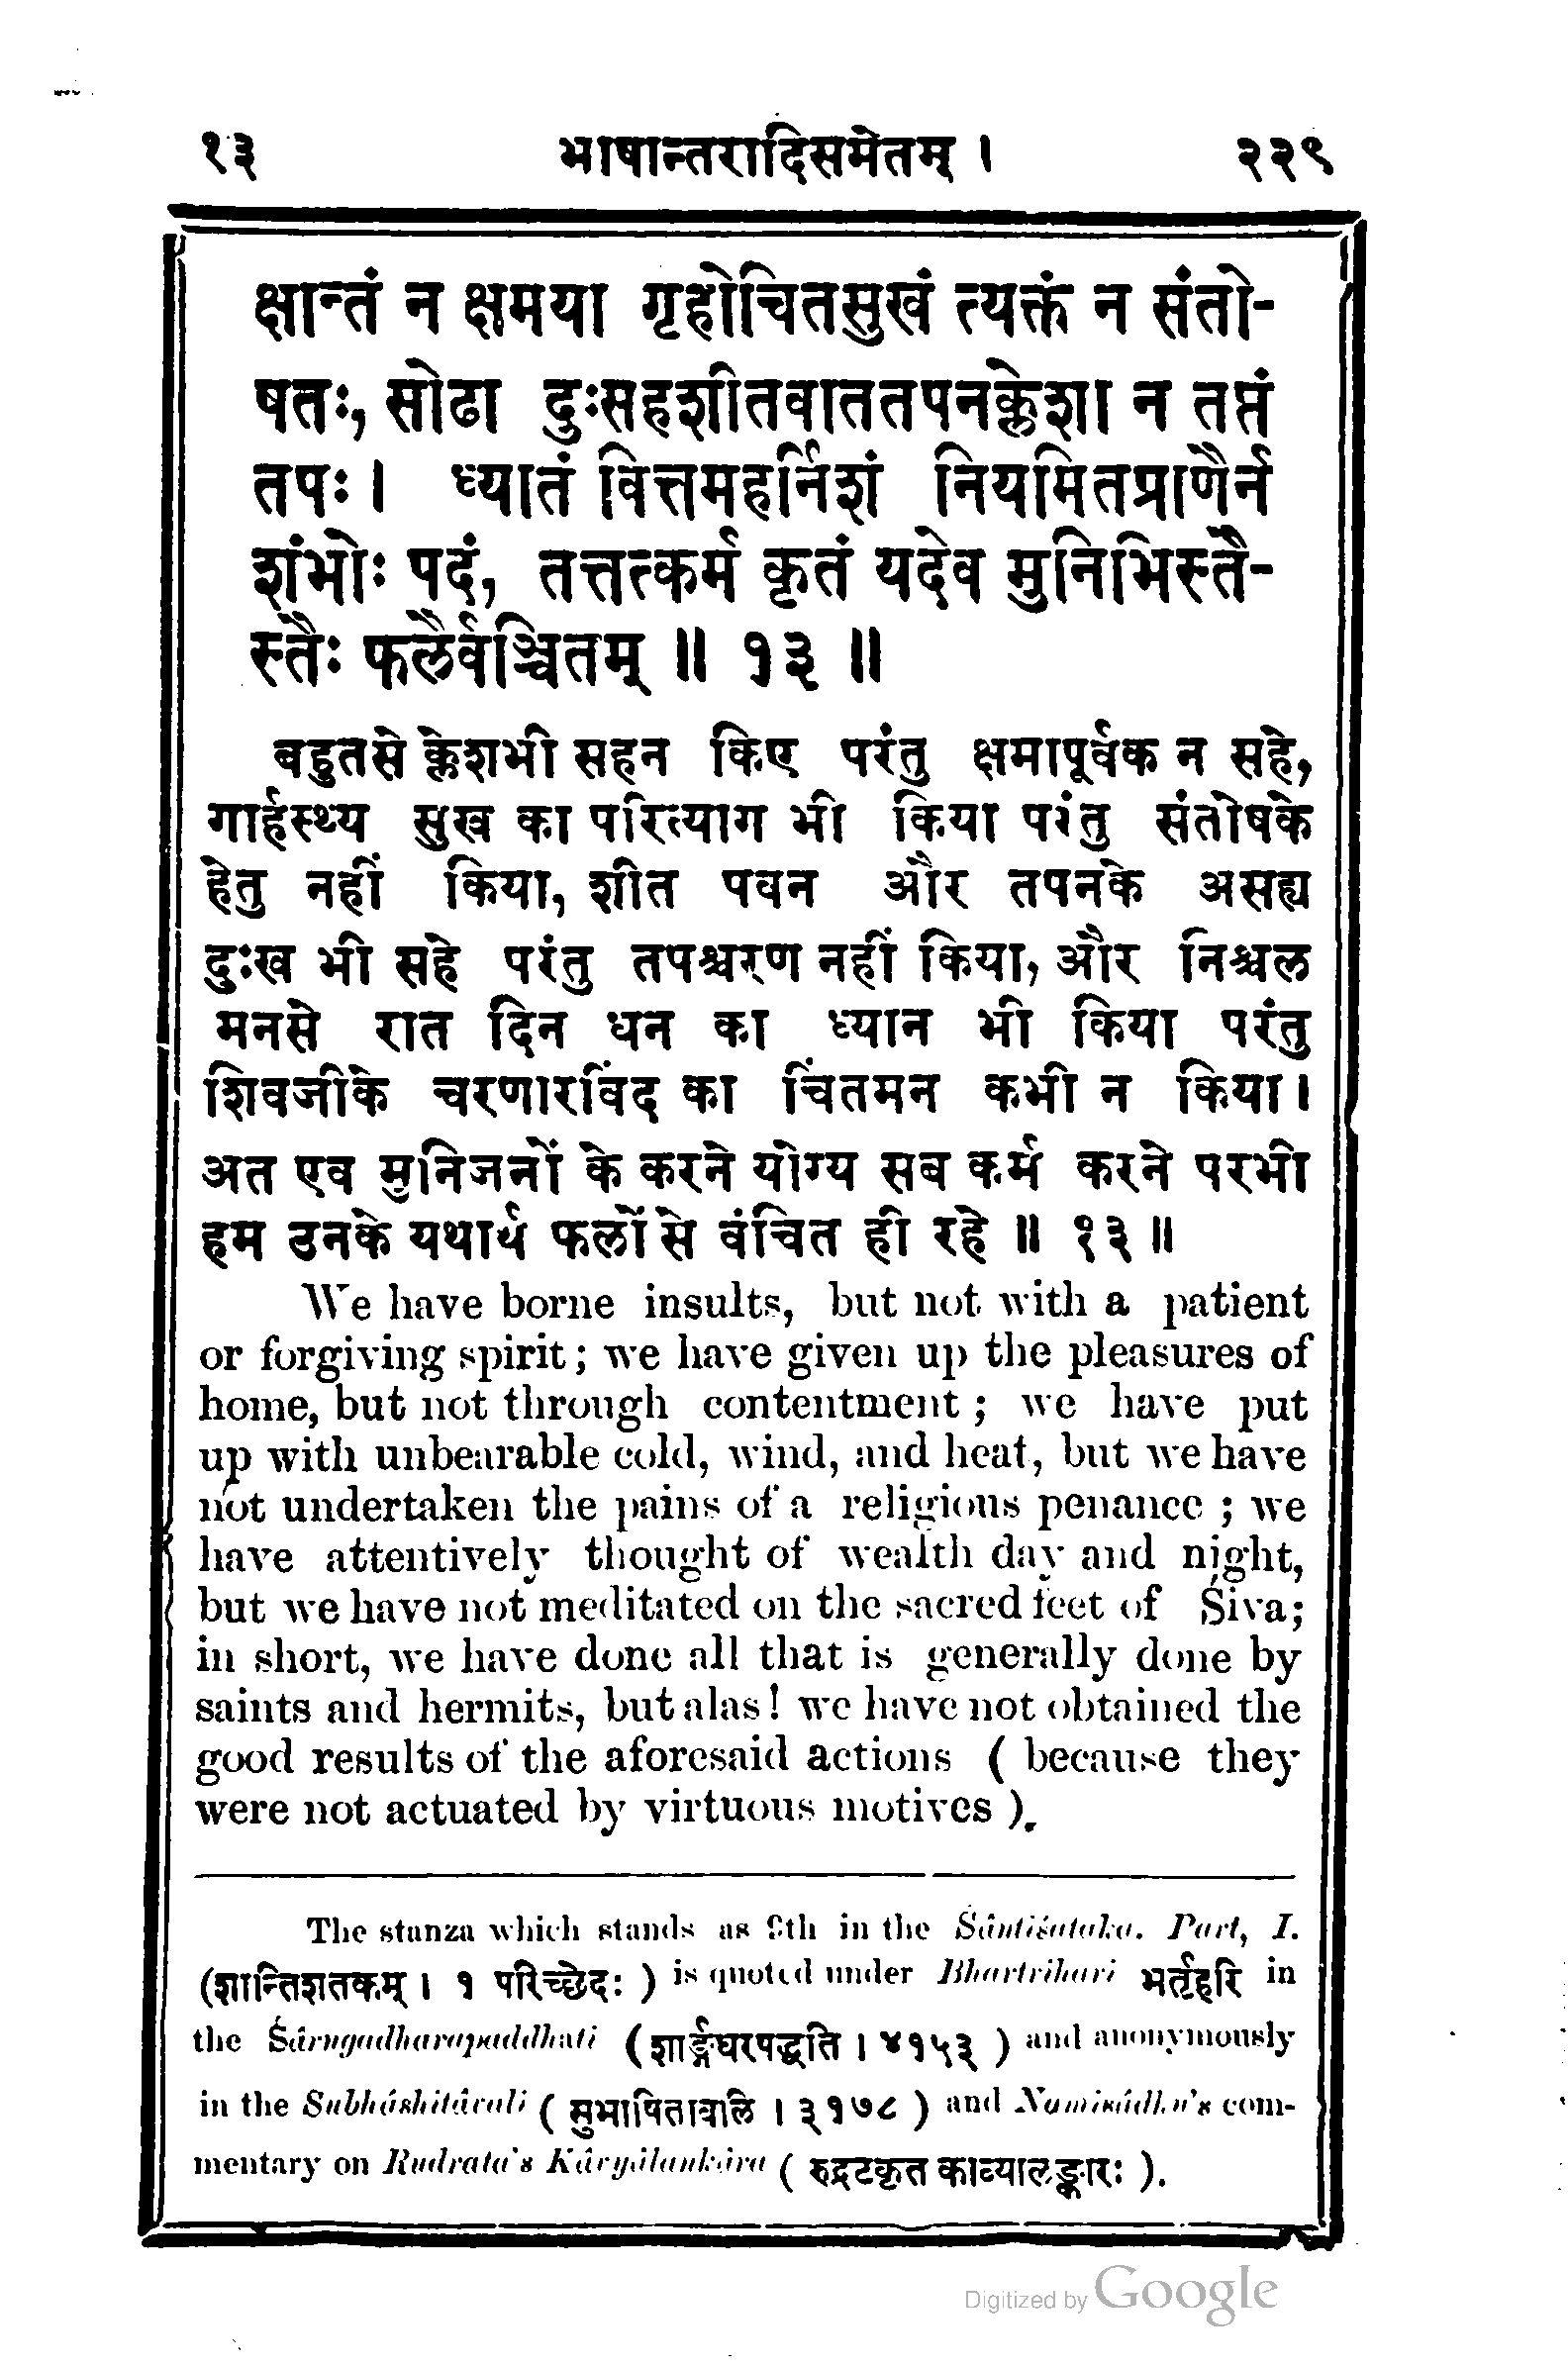 १३ भाषान्तरादिसमेतम् । २३९
क्षान्तं न क्षमया गृहोचितसुखं त्यक्तं न संतो-
षतः, सोढा दुःसहशीतवाततपनक्लेशा न तप्तं
तपः । ध्यातं वित्तमहर्निशं नियमितप्राणैर्न
शंभोः पदं, तत्तत्कर्म कृतं यदेव मुनिभिस्तै-
स्तैः फलैर्वञ्चितम् ॥ १३ ॥
बहुतसे क्लेशभी सहन किए परंतु क्षमापूर्वक न सहे,
गार्हस्थ्य सुख का परित्याग भी किया परंतु संतोषके
हेतु नहीं किया, शीत पवन और तपनके असह्य
दुःख भी सहे परंतु तपश्चरण नहीं किया, और निश्चल
मनसे रात दिन धन का ध्यान भी किया परंतु
शिवजीके चरणारविंद का चिंतमन कभी न किया।
अत एव मुनिजनों के करने योग्य सब कर्म करने परभी
हम उनके यथार्थ फलों से वंचित ही रहे ॥ १३ ॥
We have borne insults, but not with a patient
or forgiving spirit; we have given up the pleasures of
home, but not through contentment; we have put
up with unbearable cold, wind, and heat, but we have
not undertaken the pains of a religious penance; we
have attentively thought of wealth day and night,
but we have not meditated on the sacred feet of Śiva;
in short, we have done all that is generally done by
saints and hermits, but alas! we have not obtained the
good results of the aforesaid actions ( because they
were not actuated by virtuous motives ).
The stanza which stands as 9th in the Śântiśataka. Part, I.
(शान्तिशतकम् । १ परिच्छेदः ) is quoted under Bhartrihari भर्तृहरि in
the Śârngadharapaddhati (शार्ङ्गधरपद्धति । ४१५३ ) and anonymously
in the Subhâshitâvali ( सुभाषितावलि । ३१७८ ) and Namisâdhu's com-
mentary on Rudrata's Kâvyâlankâra ( रुद्रटकृत काव्यालङ्कारः ).
Digitized by Google